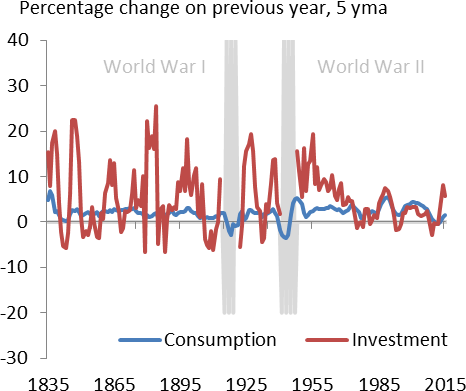 Percentage change on previous year, 5 yma
40
World War I World War II
30
20
10
0
-10
-20
Consumption Investment
-30
1835 1865 1895 1925 1955 1985 2015